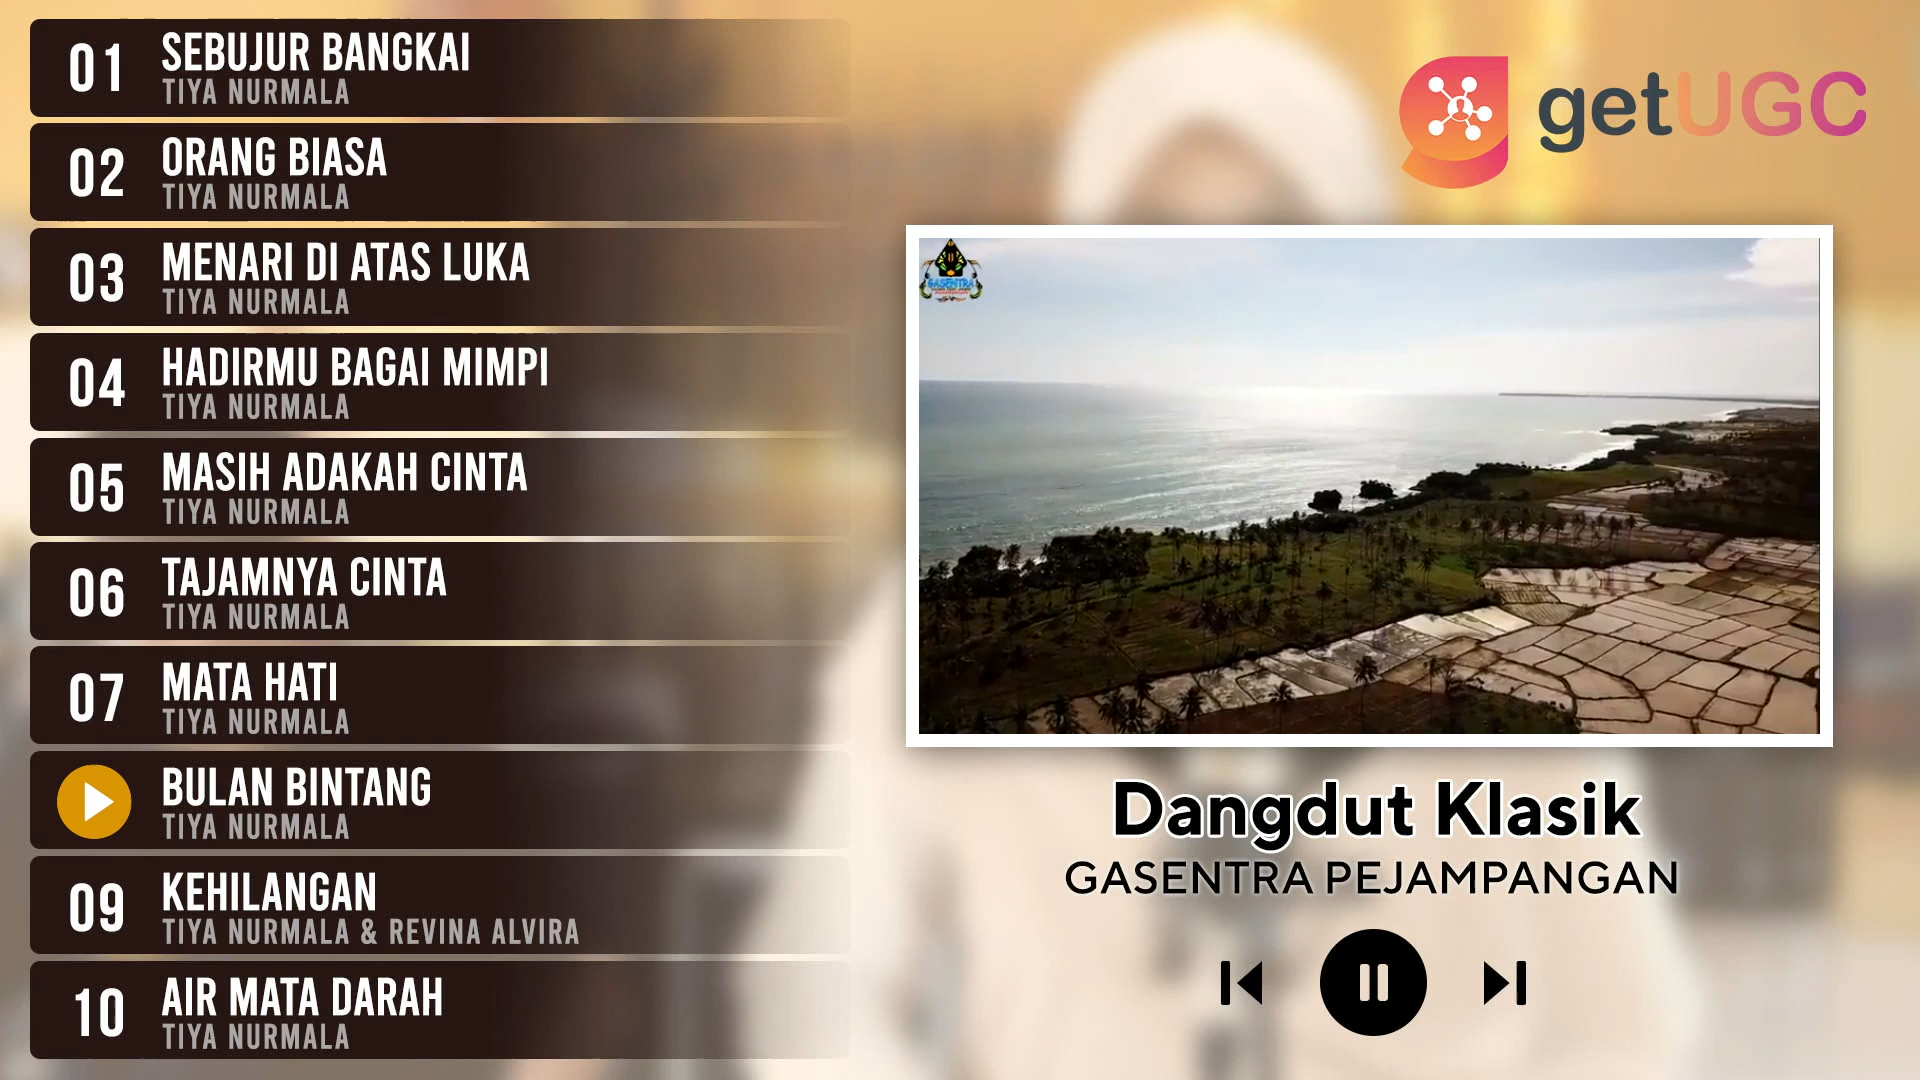 01
SEBUJUR BANGKAI
TIYA NURMALA
02
ORANG BIASA
TIYA NURMALA
03
MENARI DI ATAS LUKA
TIYA NURMALA
04
HADIRMU BAGAI MIMPI
TIYA NURMALA
05
MASIH ADAKAH CINTA
TIYA NURMALA
06
TAJAMNYA CINTA
TIYA NURMALA
07
MATA HATI
TIYA NURMALA
BULAN BINTANG
TIYA NURMALA
09
KEHILANGAN
TIYA NURMALA & REVINA ALVIRA
10
AIR MATA DARAH
TIYA NURMALA
getUGC
GASENTRA
Dangdut Klasik
GASENTRA PEJAMPANGAN